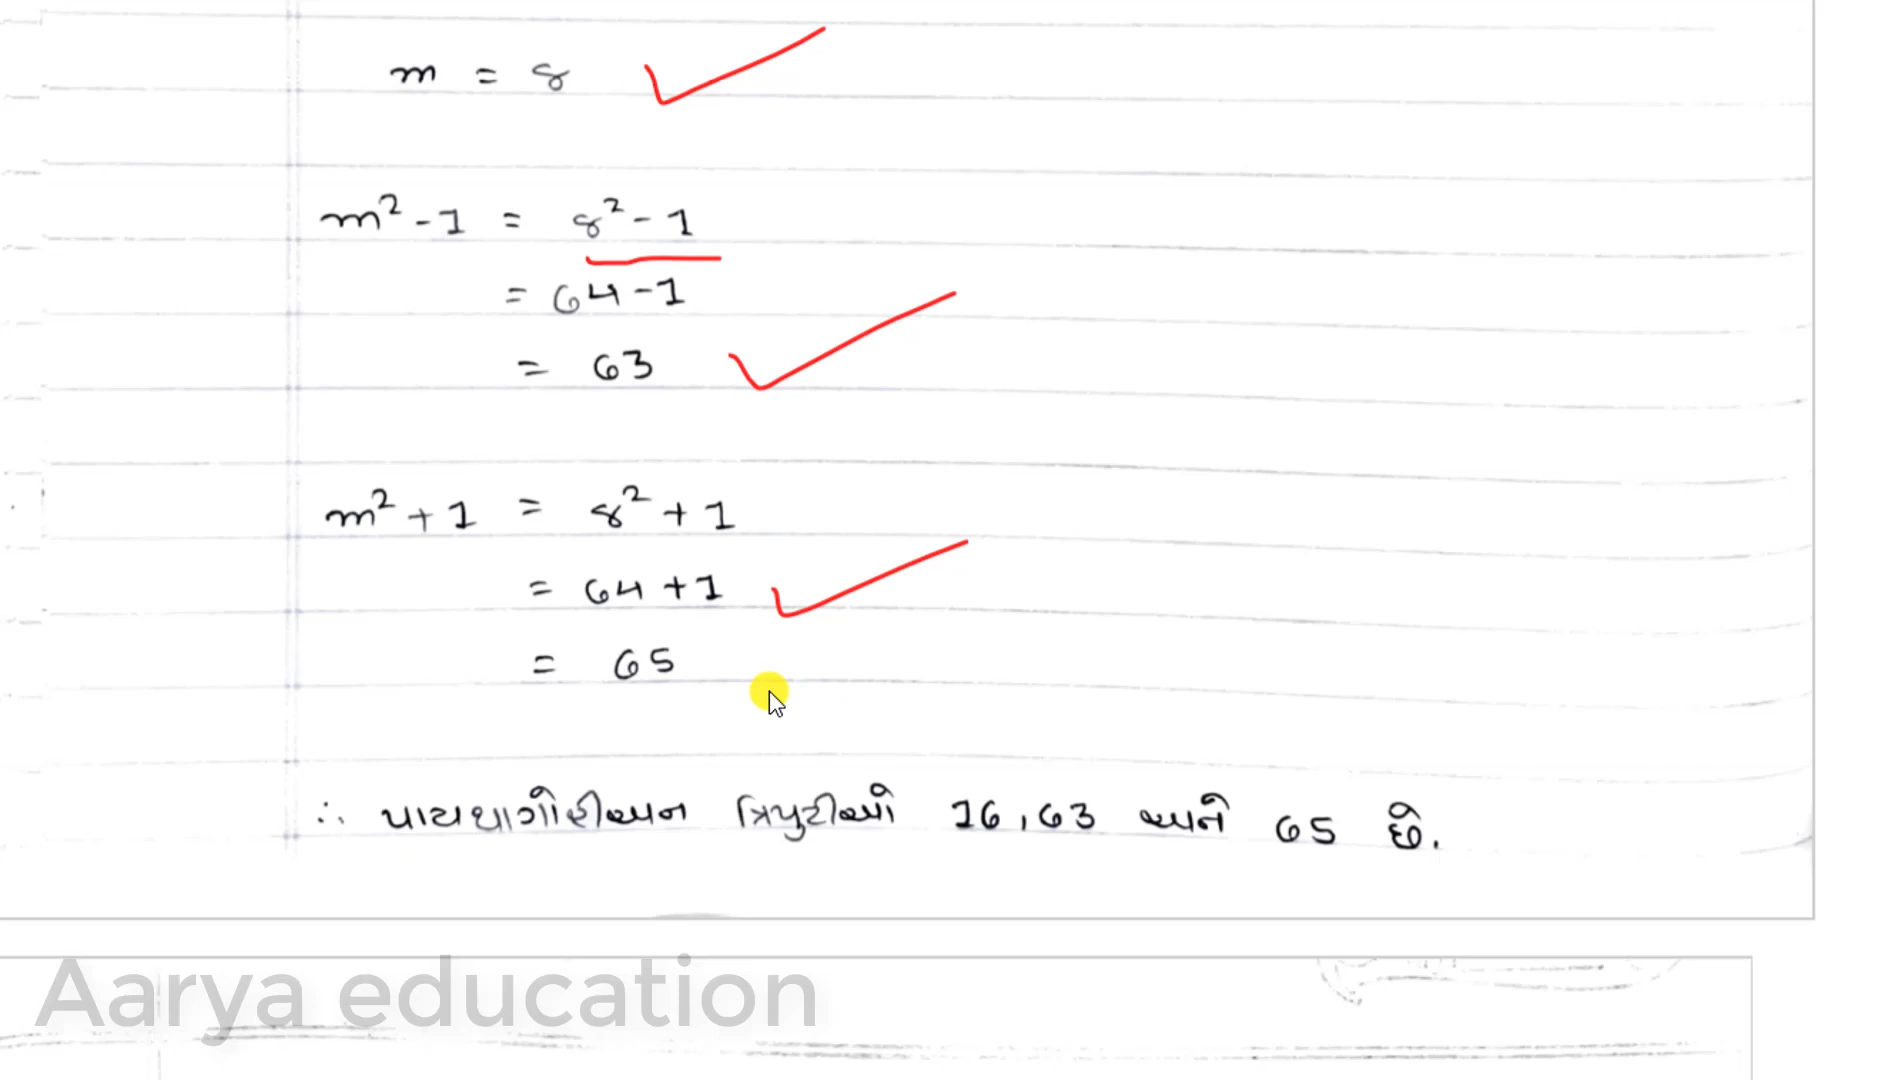 m = 8
m² - 1 = 8² - 1
= 64 - 1
= 63
m² + 1 = 8² + 1
= 64 + 1
= 65
∴ પાયથાગોરીયન ત્રિપુટીઓ 16, 63 અને 65 છે.
Aarya education